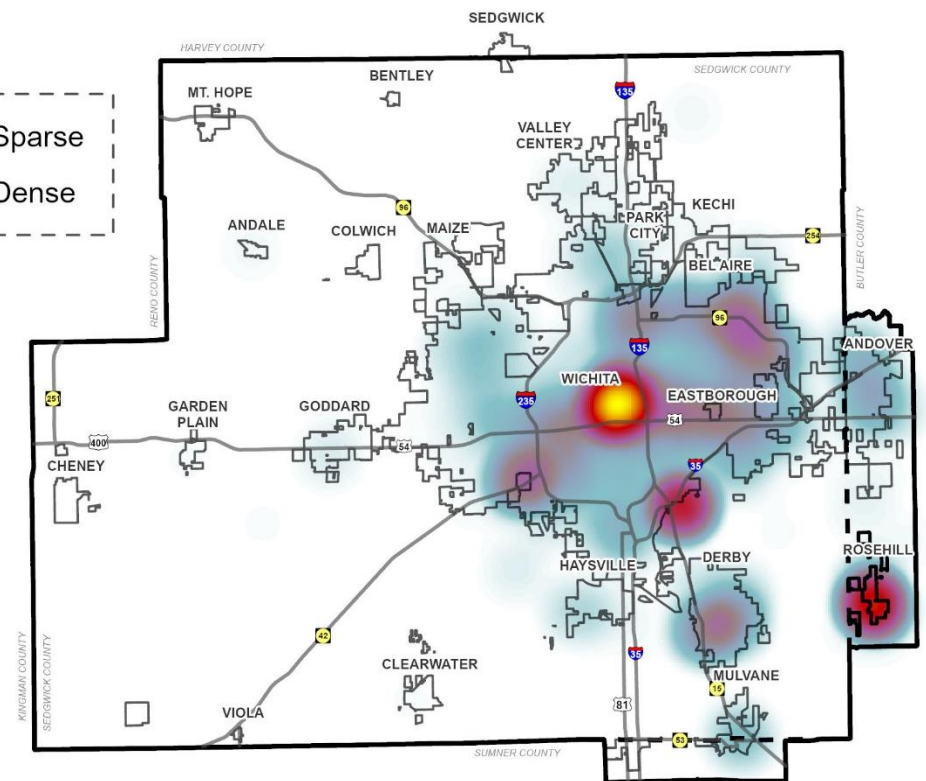 SEDGWICK
HARVEY COUNTY
SEDGWICK COUNTY
BENTLEY
MT. HOPE
135
Sparse
Dense
VALLEY
CENTER
96
ANDALE
COLWICH
MAIZE
PARK
CITY
KECHI
254
BEL AIRE
BUTLER COUNTY
RENO COUNTY
96
135
ANDOVER
WICHITA
251
GARDEN
PLAIN
GODDARD
235
EASTBOROUGH
54
400
54
CHENEY
35
HAYSVILLE
DERBY
ROSEHILL
KINGMAN COUNTY
SEDGWICK COUNTY
42
35
CLEARWATER
MULVANE
15
81
VIOLA
53
SUMNER COUNTY